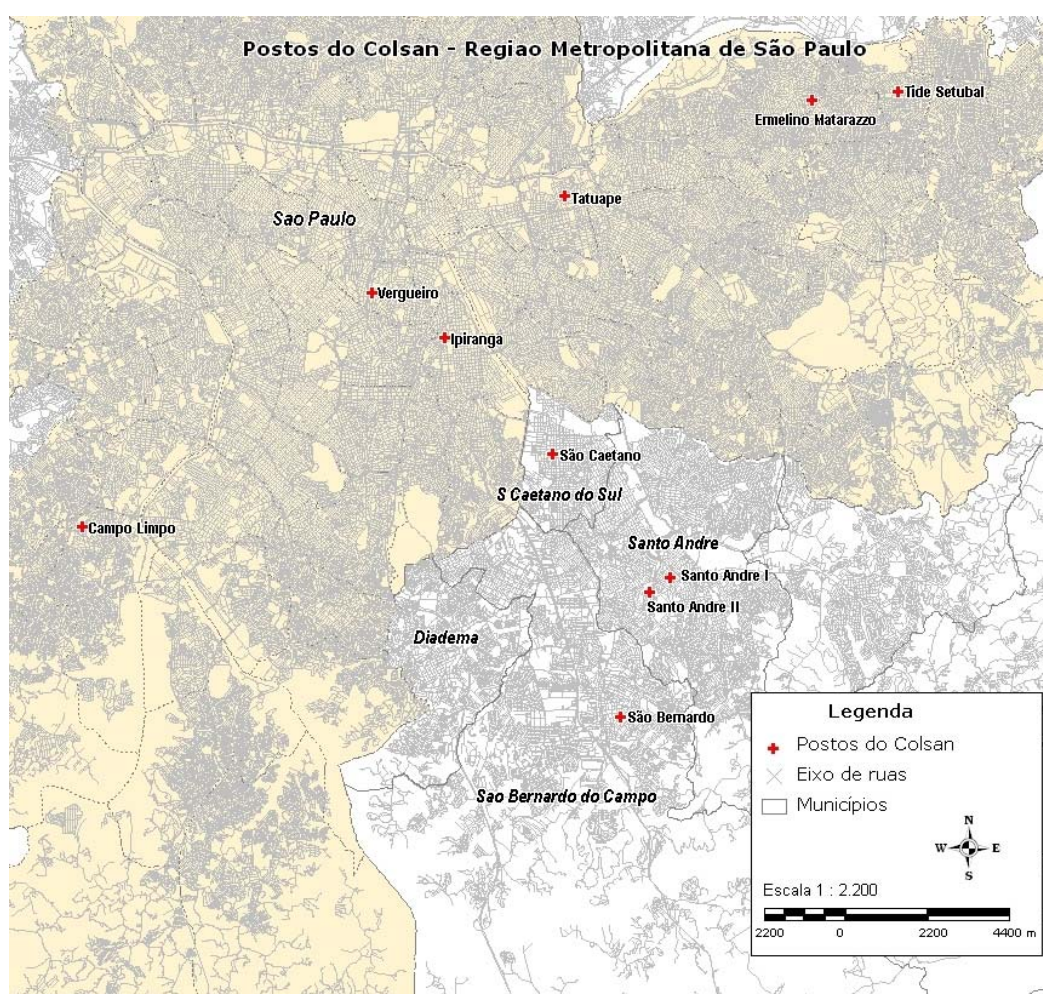 Postos do Colsan - Regiao Metropolitana de São Paulo
Tide Setubal
Ermelino Matarazzo
Tatuape
Sao Paulo
Vergueiro
Ipiranga
São Caetano
S Caetano do Sul
Campo Limpo
Santo Andre
Santo Andre I
Santo Andre II
Diadema
São Bernardo
Sao Bernardo do Campo
Legenda
Postos do Colsan
Eixo de ruas
Municípios
N
W E
S
Escala 1 : 2.200
2200 0 2200 4400 m